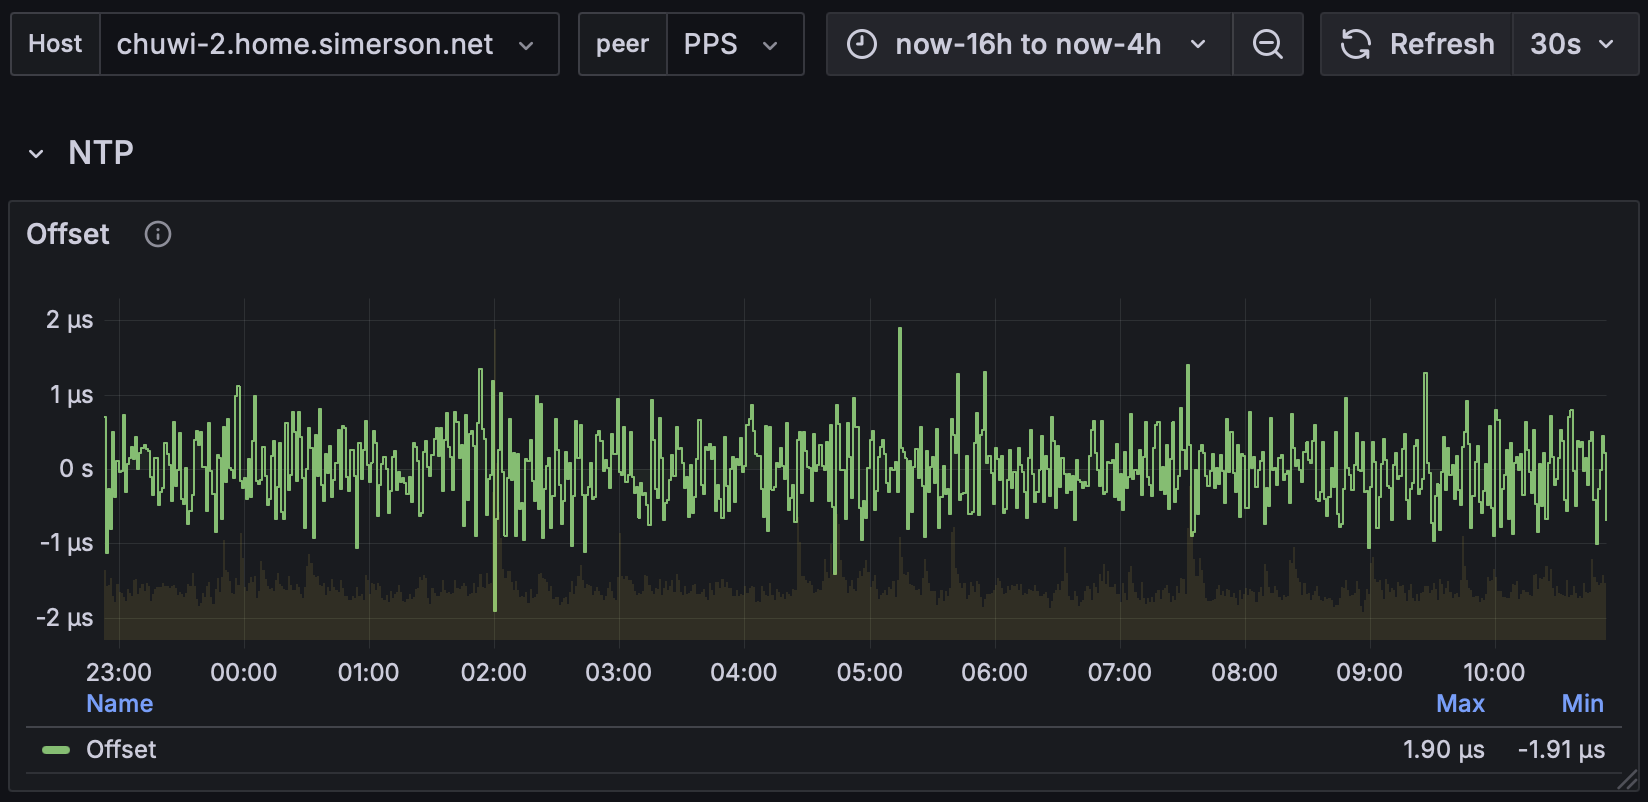 Host chuwi-2.home.simerson.net peer PPS now-16h to now-4h Refresh 30s
NTP
Offset
2 µs
1 µs
0 s
-1 µs
-2 µs
23:00 00:00 01:00 02:00 03:00 04:00 05:00 06:00 07:00 08:00 09:00 10:00
Name Max Min
Offset 1.90 µs -1.91 µs